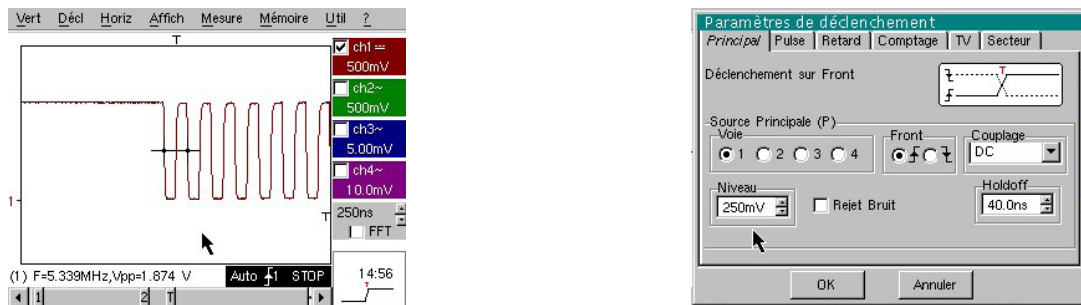 Vert Décl Horiz Affich Mesure Mémoire Util ?
T
ch1
500mV
ch2~
500mV
ch3~
5.00mV
ch4~
10.0mV
1-
T
250ns
FFT
(1) F=5.339MHz,Vpp=1.874 V Auto 1 STOP
14:56
T
1 2 T
Paramètres de déclenchement
Principal Pulse Retard Comptage TV Secteur
Déclenchement sur Front
T
Source Principale (P)
Voie Front Couplage
1 2 3 4 DC
Niveau Holdoff
250mV Rejet Bruit 40.0ns
OK Annuler